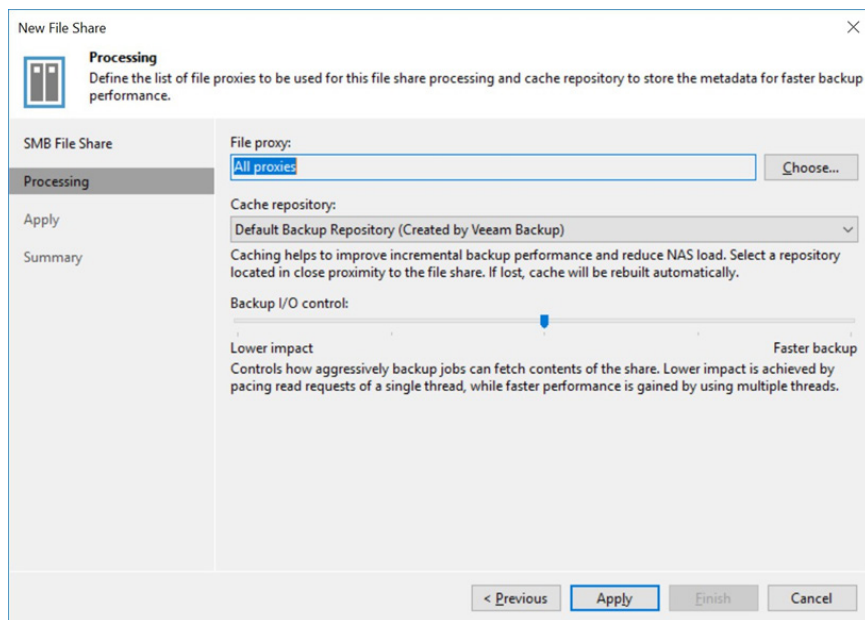 New File Share
Processing
Define the list of file proxies to be used for this file share processing and cache repository to store the metadata for faster backup
performance.
SMB File Share
Processing
Apply
Summary
File proxy:
All proxies
Choose...
Cache repository:
Default Backup Repository (Created by Veeam Backup)
Caching helps to improve incremental backup performance and reduce NAS load. Select a repository
located in close proximity to the file share. If lost, cache will be rebuilt automatically.
Backup I/O control:
Lower impact
Faster backup
Controls how aggressively backup jobs can fetch contents of the share. Lower impact is achieved by
pacing read requests of a single thread, while faster performance is gained by using multiple threads.
< Previous
Apply
Finish
Cancel